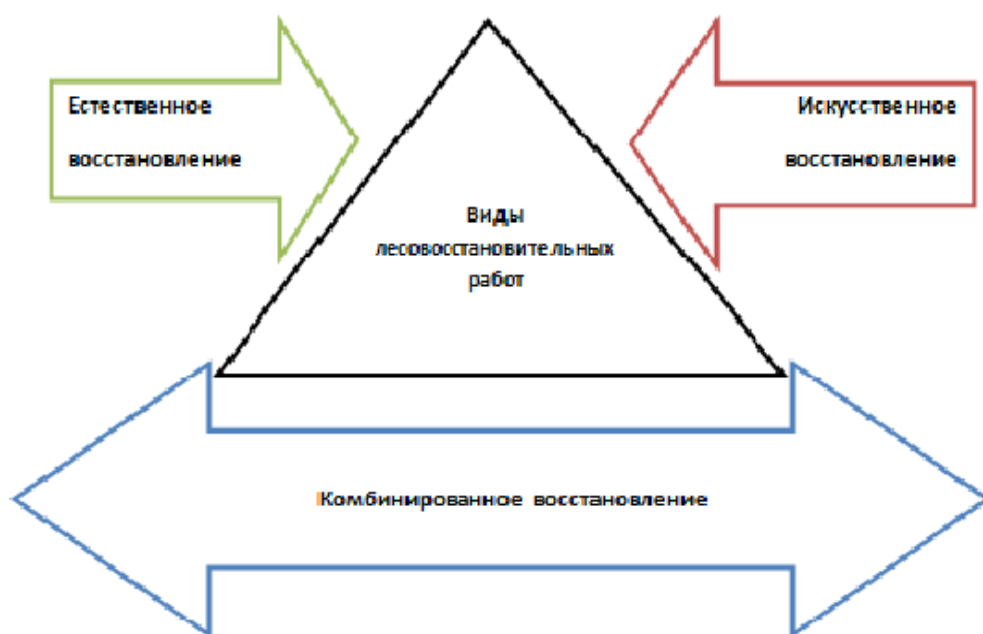 Естественное
восстановление
Искусственное
восстановление
Виды
лесовосстановительных
работ
Комбинированное восстановление